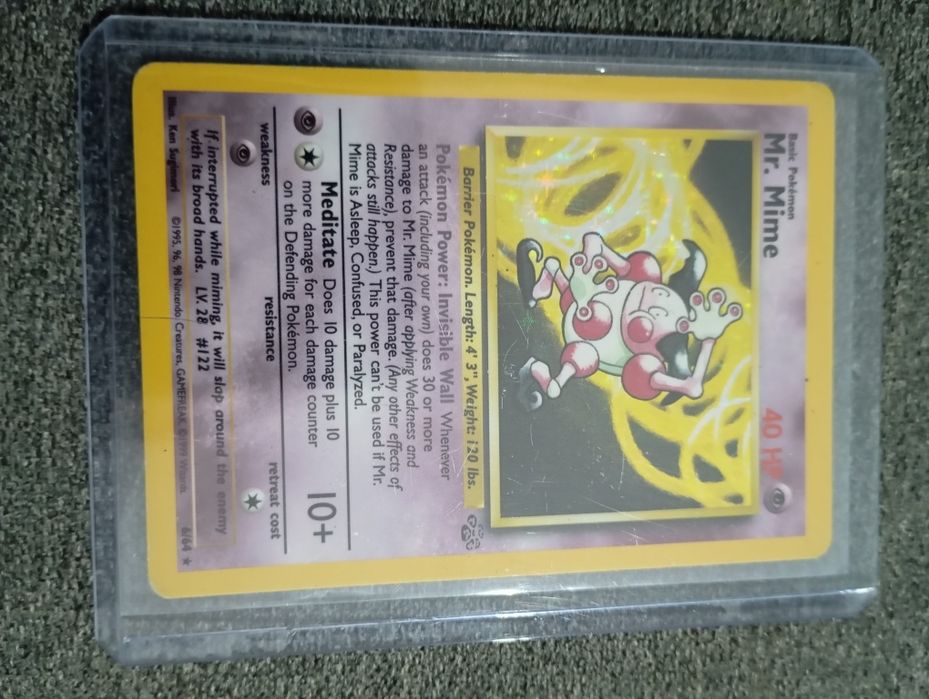 Basic Pokémon
Mr. Mime
40 HP
Barrier Pokémon. Length: 4' 3", Weight: 120 lbs.
Pokémon Power: Invisible Wall Whenever
an attack (including your own) does 30 or more
damage to Mr. Mime (after applying Weakness and
Resistance), prevent that damage. (Any other effects of
attacks still happen.) This power can't be used if Mr.
Mime is Asleep, Confused, or Paralyzed.
Meditate Does 10 damage plus 10
more damage for each damage counter
on the Defending Pokémon.
10+
weakness
resistance
retreat cost
If interrupted while miming, it will slap around the enemy
with its broad hands. LV. 28 #122
Illus. Ken Sugimori ©1995, 96, 98 Nintendo, Creatures, GAMEFREAK. ©1999 Wizards. 6/64 ★